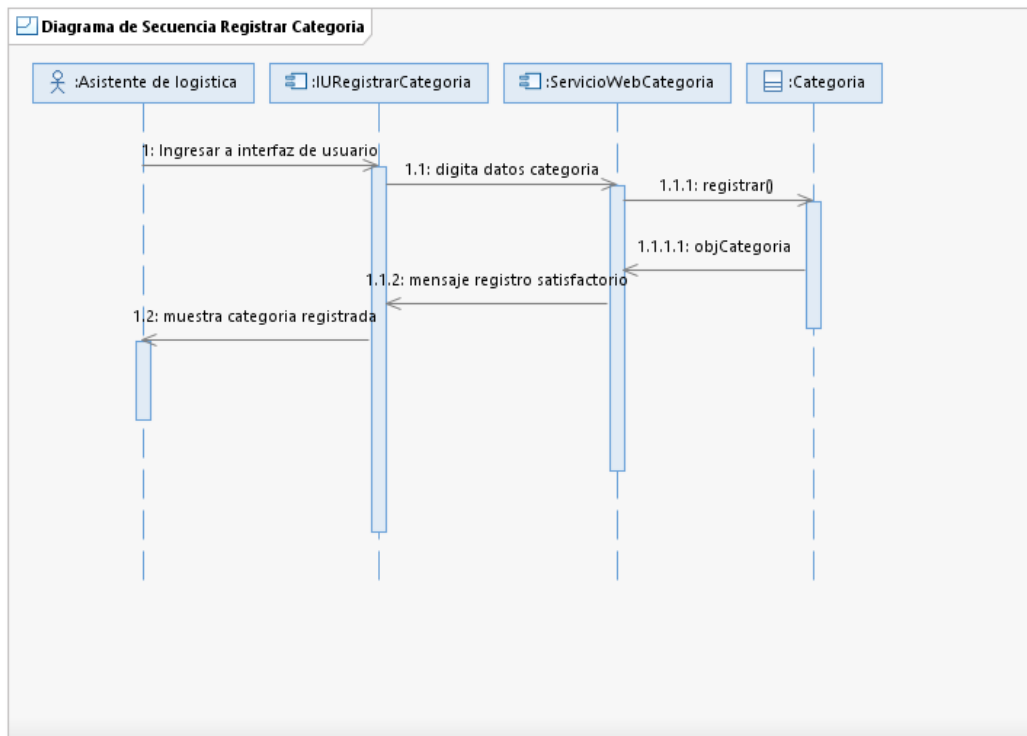 Diagrama de Secuencia Registrar Categoria
:Asistente de logistica
:IURegistrarCategoria
:ServicioWebCategoria
:Categoria
1: Ingresar a interfaz de usuario
1.1: digita datos categoria
1.1.1: registrar()
1.1.1.1: objCategoria
1.1.2: mensaje registro satisfactorio
1.2: muestra categoria registrada